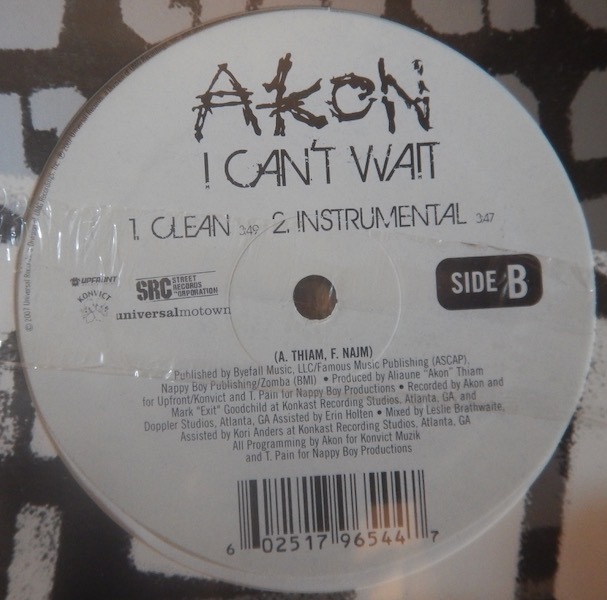 AKON
I CAN'T WAIT
1. CLEAN 3:49 2. INSTRUMENTAL 3:47
UPFRONT
KONVICT
SRC STREET
RECORDS
CORPORATION
universalmotown
SIDE B
© 2007 Universal
(A. THIAM, F. NAJM)
Published by Byefall Music, LLC/Famous Music Publishing (ASCAP),
Nappy Boy Publishing/Zomba (BMI) • Produced by Aliaune "Akon" Thiam
for Upfront/Konvict and T. Pain for Nappy Boy Productions • Recorded by Akon and
Mark "Exit" Goodchild at Konkast Recording Studios, Atlanta, GA, and
Doppler Studios, Atlanta, GA Assisted by Erin Holten • Mixed by Leslie Brathwaite,
Assisted by Kori Anders at Konkast Recording Studios, Atlanta, GA
All Programming by Akon for Konvict Muzik
and T. Pain for Nappy Boy Productions
6 02517 96544 7